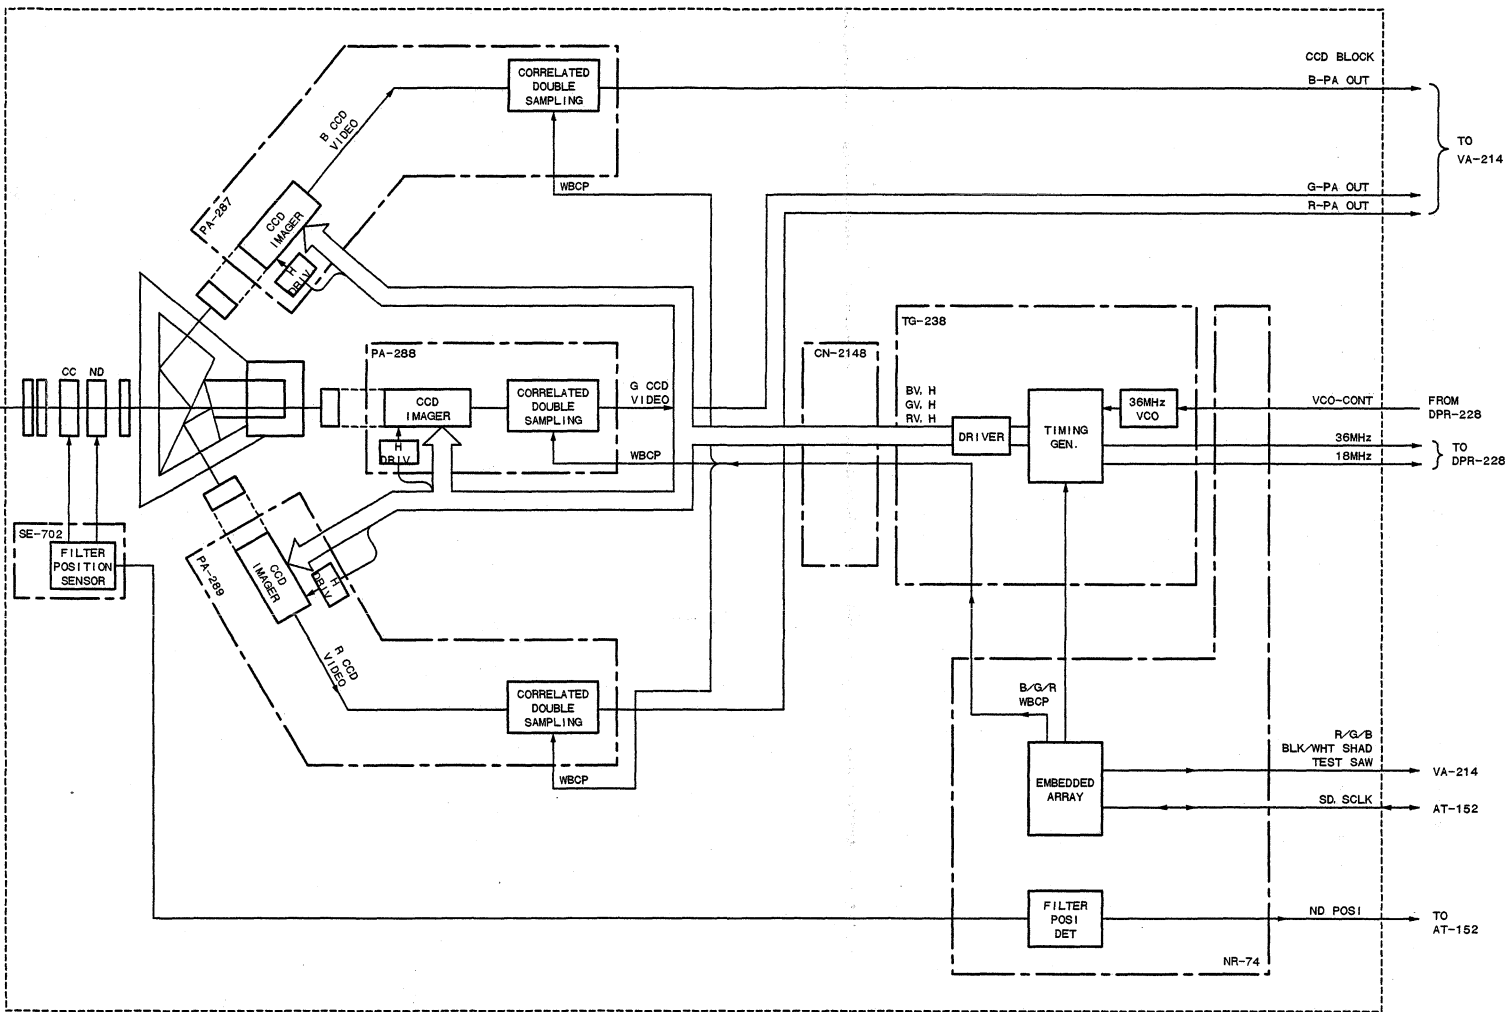 CCD BLOCK
CORRELATED
DOUBLE
SAMPLING
B-PA OUT
B CCD
VIDEO
TO
VA-214
WBCP
G-PA OUT
R-PA OUT
PA-287
CCD
IMAGER
H
DRIV.
TG-238
PA-288
CN-2148
CC
ND
G CCD
VIDEO
BV. H
GV. H
RV. H
CCD
IMAGER
CORRELATED
DOUBLE
SAMPLING
36MHz
VCO
VCO-CONT
FROM
DPR-228
DRIVER
TIMING
GEN.
36MHz
18MHz
TO
DPR-228
H
DRIV.
WBCP
SE-702
FILTER
POSITION
SENSOR
PA-289
CCD
IMAGER
H
DRIV.
R CCD
VIDEO
CORRELATED
DOUBLE
SAMPLING
B/G/R
WBCP
WBCP
R/G/B
BLK/WHT SHAD
TEST SAW
VA-214
EMBEDDED
ARRAY
SD. SCLK
AT-152
FILTER
POSI
DET
ND POSI
TO
AT-152
NR-74